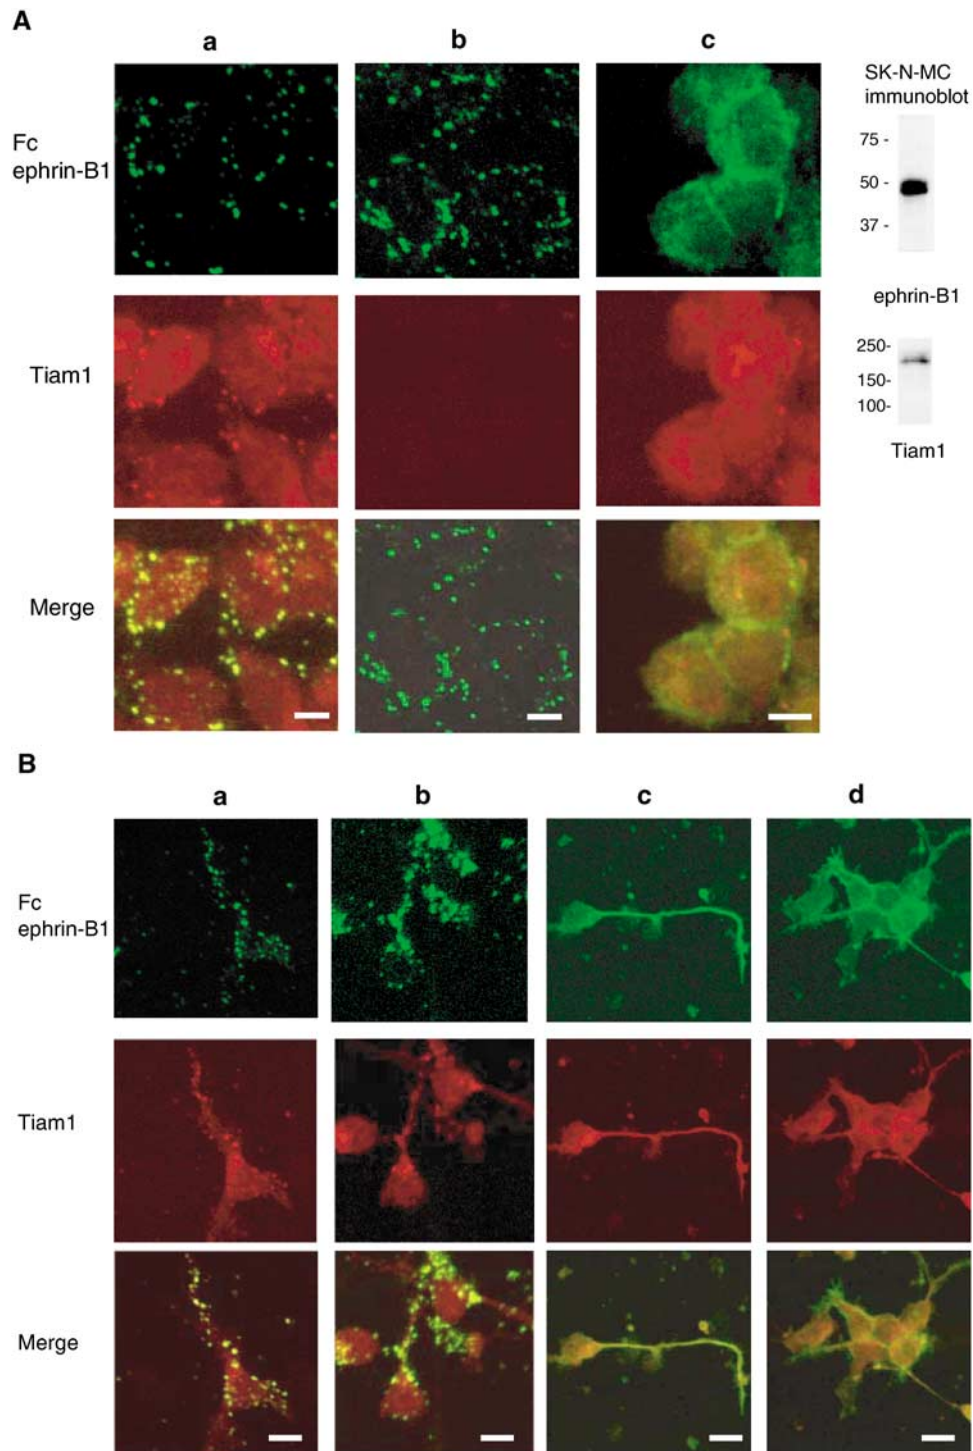 A
a
b
c
SK-N-MC
immunoblot
Fc
ephrin-B1
75 -
50 -
37 -
ephrin-B1
Tiam1
250-
150-
100-
Tiam1
Merge
B
a
b
c
d
Fc
ephrin-B1
Tiam1
Merge